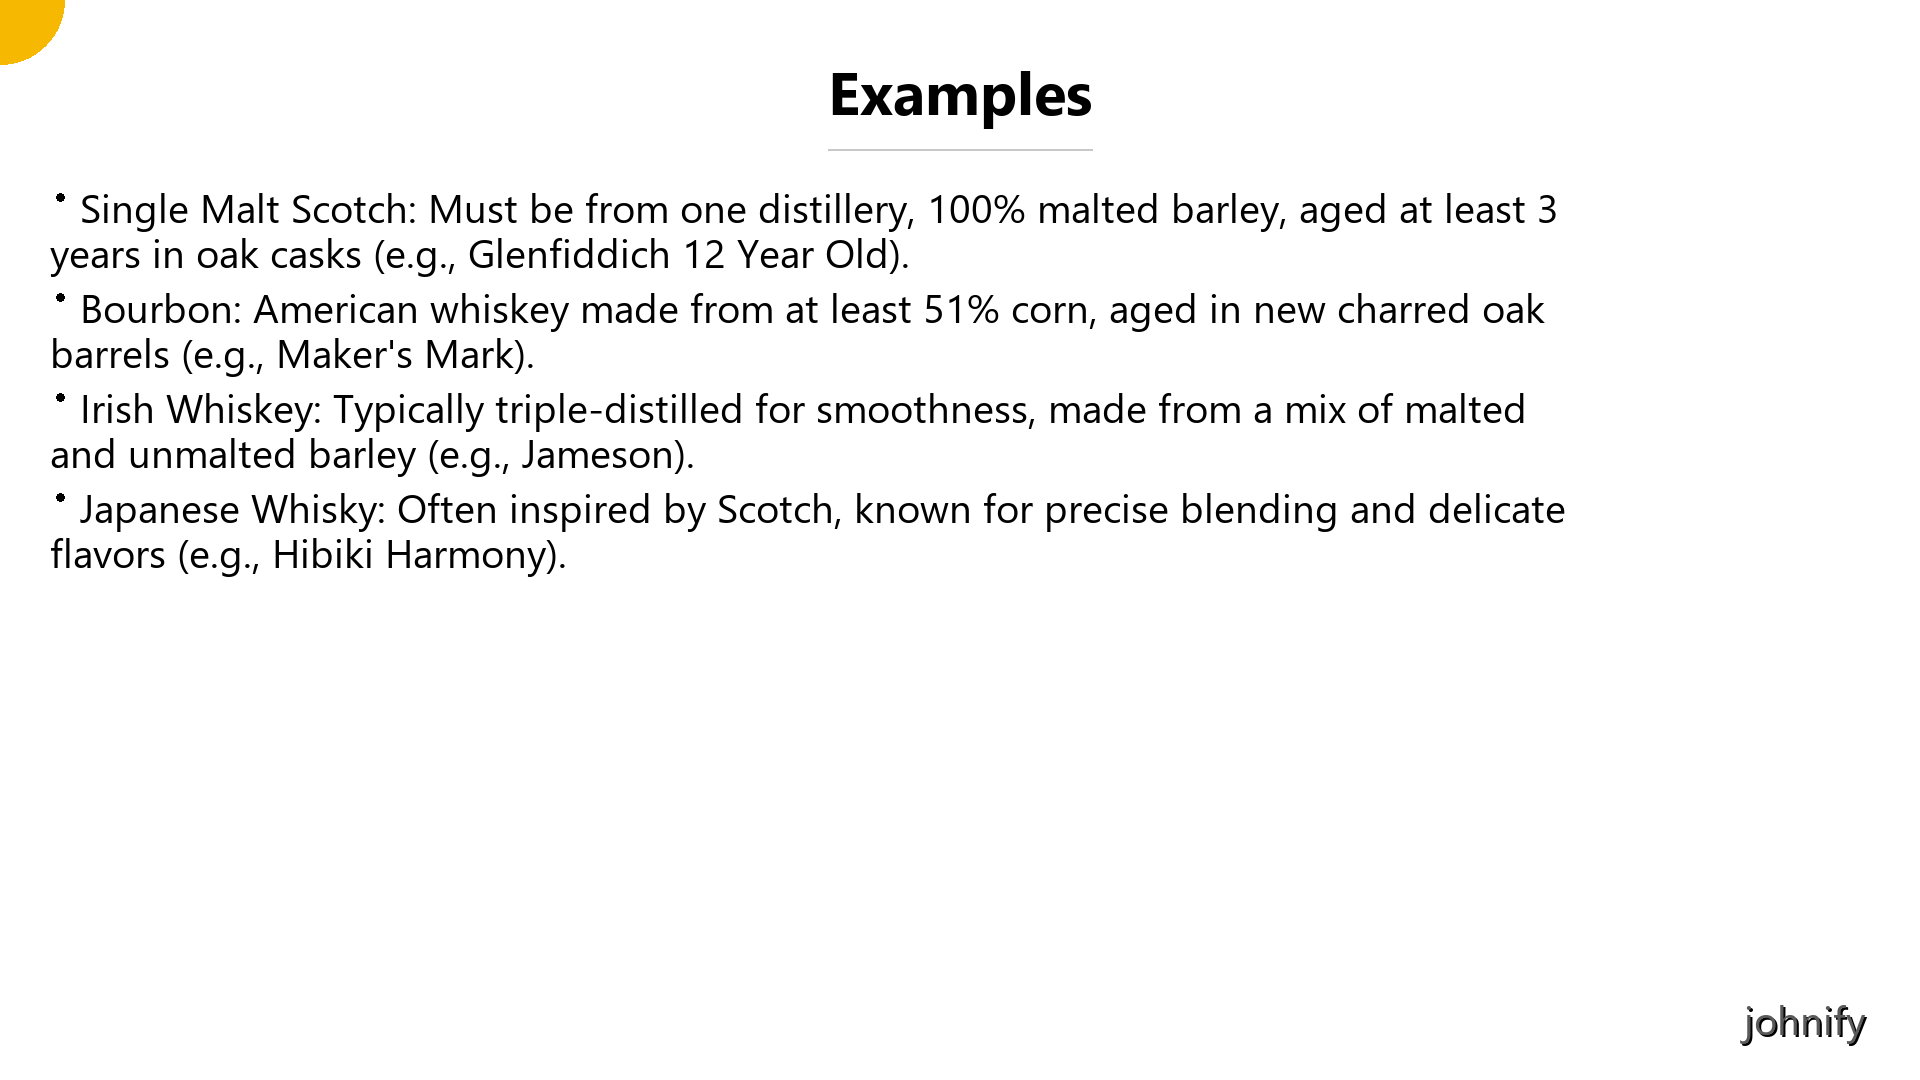 Examples
• Single Malt Scotch: Must be from one distillery, 100% malted barley, aged at least 3
years in oak casks (e.g., Glenfiddich 12 Year Old).
• Bourbon: American whiskey made from at least 51% corn, aged in new charred oak
barrels (e.g., Maker's Mark).
• Irish Whiskey: Typically triple-distilled for smoothness, made from a mix of malted
and unmalted barley (e.g., Jameson).
• Japanese Whisky: Often inspired by Scotch, known for precise blending and delicate
flavors (e.g., Hibiki Harmony).
johnify